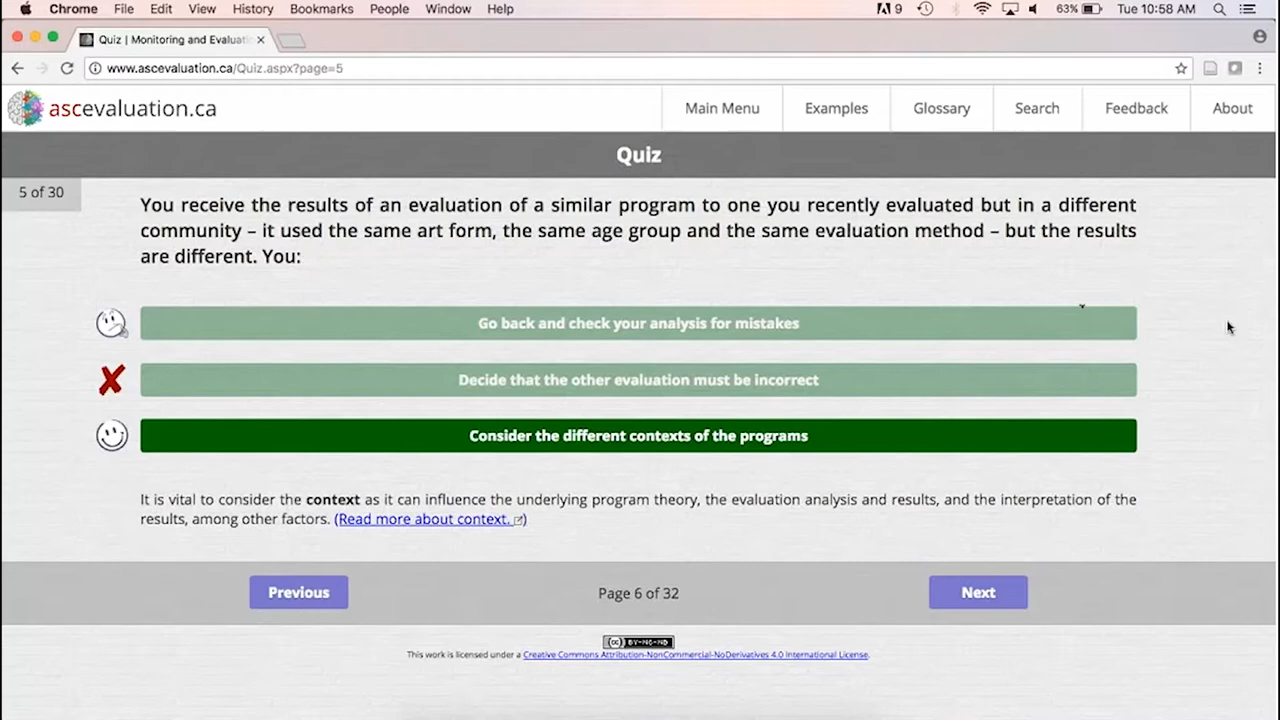 Chrome File Edit View History Bookmarks People Window Help 9 63% Tue 10:58 AM
Quiz | Monitoring and Evaluati
www.ascevaluation.ca/Quiz.aspx?page=5
ascevaluation.ca Main Menu Examples Glossary Search Feedback About
Quiz
5 of 30
You receive the results of an evaluation of a similar program to one you recently evaluated but in a different
community – it used the same art form, the same age group and the same evaluation method – but the results
are different. You:
Go back and check your analysis for mistakes
Decide that the other evaluation must be incorrect
Consider the different contexts of the programs
It is vital to consider the context as it can influence the underlying program theory, the evaluation analysis and results, and the interpretation of the
results, among other factors. (Read more about context. )
Previous Page 6 of 32 Next
(cc) BY-NC-ND
This work is licensed under a Creative Commons Attribution-NonCommercial-NoDerivatives 4.0 International License.